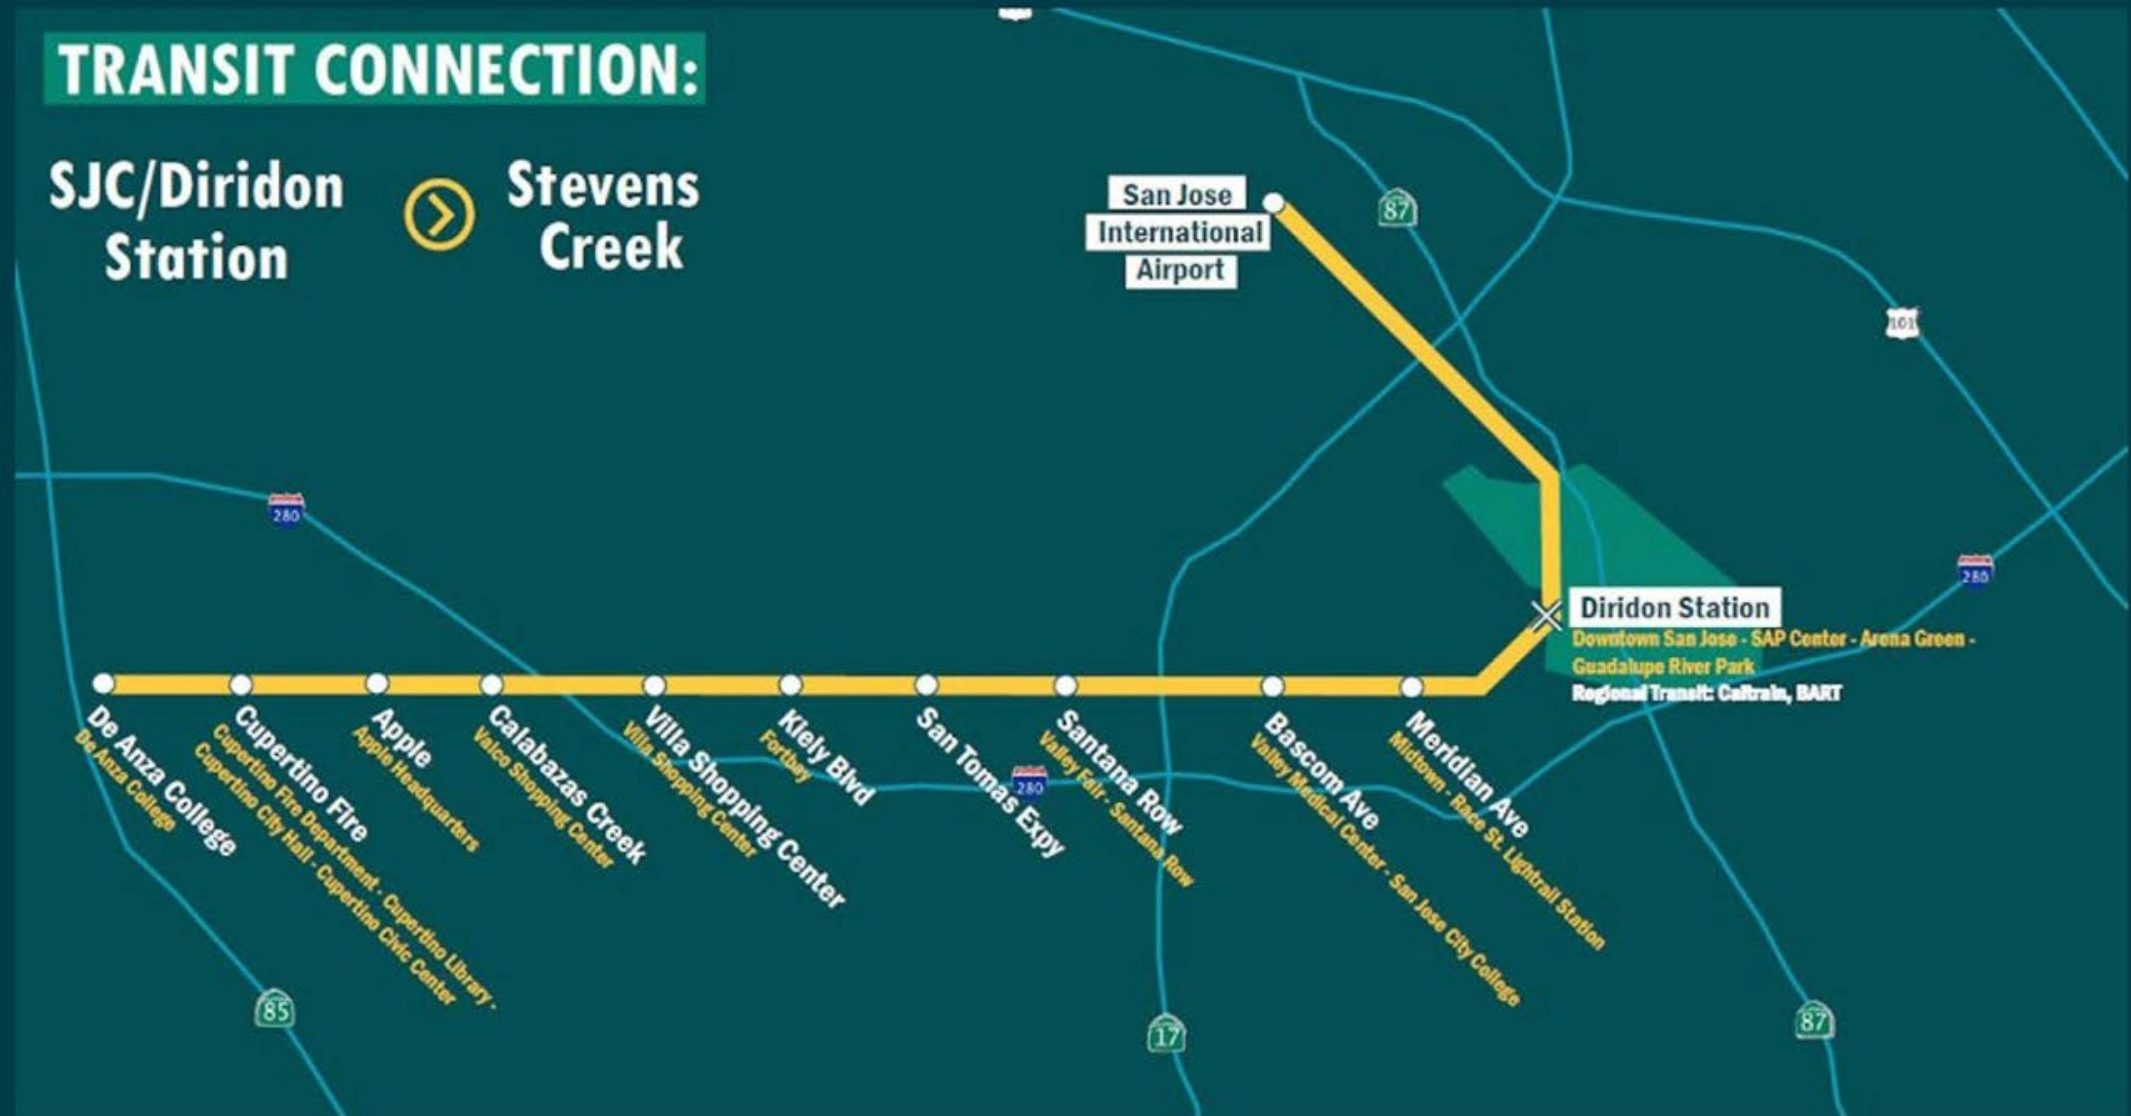 TRANSIT CONNECTION:
SJC/Diridon
Station
Stevens
Creek
San Jose
International
Airport
87
101
280
280
Diridon Station
Downtown San Jose - SAP Center - Arena Green -
Guadalupe River Park
Regional Transit: Caltrain, BART
De Anza College
De Anza College
Cupertino Fire
Cupertino Fire Department - Cupertino Library -
Cupertino City Hall - Cupertino Civic Center
Apple
Apple Headquarters
Calabazas Creek
Valco Shopping Center
Villa Shopping Center
Villa Shopping Center
Kiely Blvd
Fortbay
San Tomas Expy
280
Santana Row
Valley Fair - Santana Row
Bascom Ave
Valley Medical Center - San Jose City College
Meridian Ave
Midtown - Race St. Lightrail Station
85
17
87